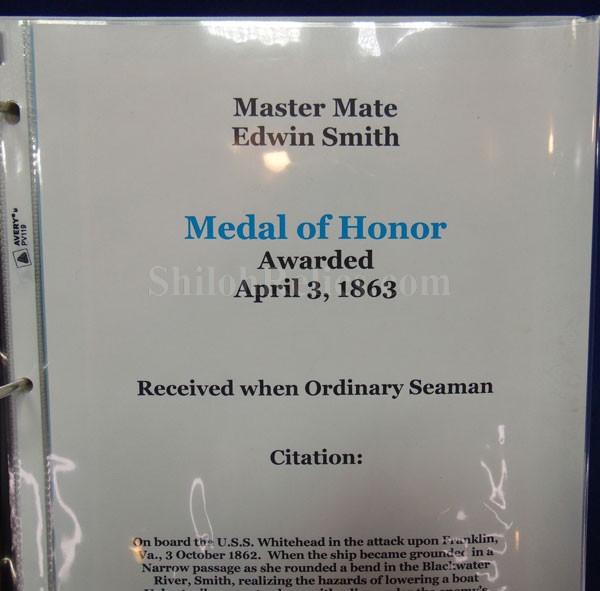 Master Mate
Edwin Smith
Medal of Honor
Awarded
April 3, 1863
ShilohRelics.com
Received when Ordinary Seaman
Citation:
On board the U.S.S. Whitehead in the attack upon Franklin,
Va., 3 October 1862. When the ship became grounded in a
Narrow passage as she rounded a bend in the Blackwater
River, Smith, realizing the hazards of lowering a boat
AVERY®
PV119